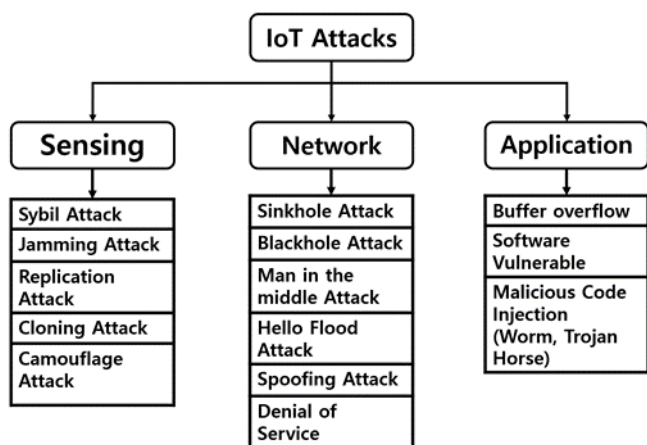 IoT Attacks
Sensing
Sybil Attack
Jamming Attack
Replication
Attack
Cloning Attack
Camouflage
Attack
Network
Sinkhole Attack
Blackhole Attack
Man in the
middle Attack
Hello Flood
Attack
Spoofing Attack
Denial of
Service
Application
Buffer overflow
Software
Vulnerable
Malicious Code
Injection
(Worm, Trojan
Horse)